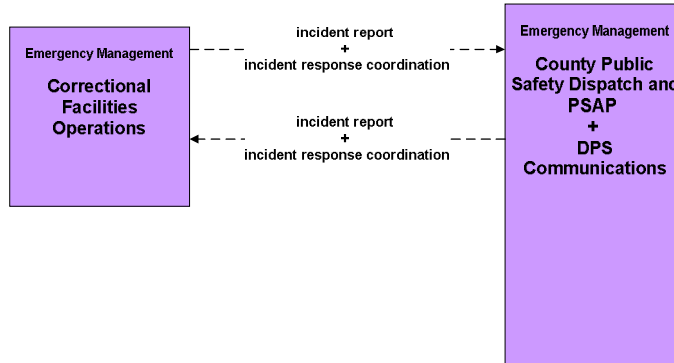 Emergency Management
Correctional
Facilities
Operations
incident report
+
incident response coordination
incident report
+
incident response coordination
Emergency Management
County Public
Safety Dispatch and
PSAP
+
DPS
Communications